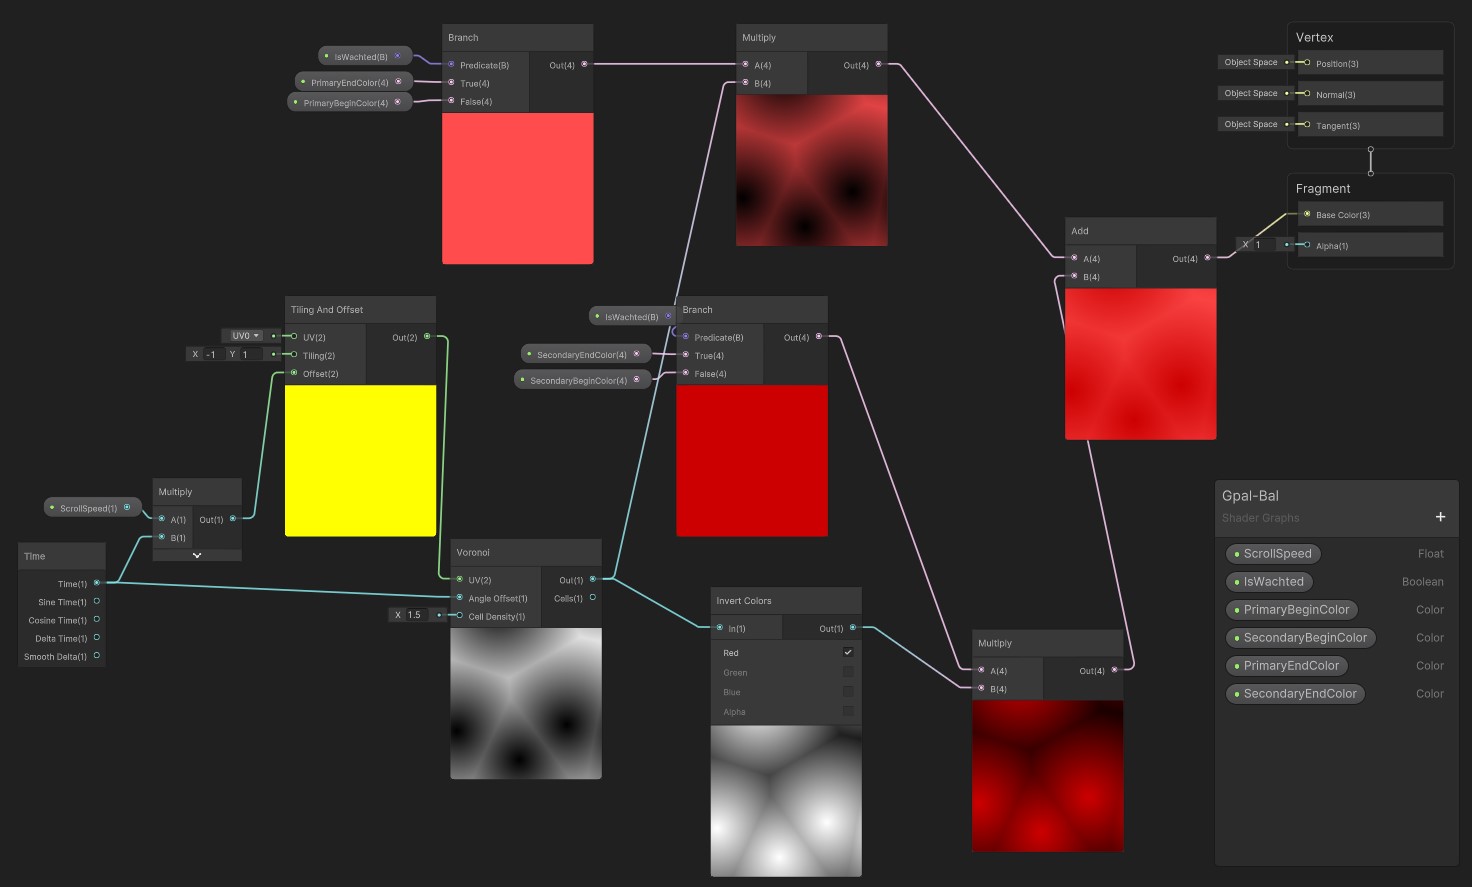 Branch
IsWachted(B)
PrimaryEndColor(4)
PrimaryBeginColor(4)
Predicate(B)
True(4)
False(4)
Out(4)
Multiply
A(4)
B(4)
Out(4)
Vertex
Object Space
Position(3)
Object Space
Normal(3)
Object Space
Tangent(3)
Fragment
Base Color(3)
X 1
Alpha(1)
Add
A(4)
B(4)
Out(4)
Tiling And Offset
UV0
UV(2)
Out(2)
X -1 Y 1
Tiling(2)
Offset(2)
IsWachted(B)
SecondaryEndColor(4)
SecondaryBeginColor(4)
Branch
Predicate(B)
True(4)
False(4)
Out(4)
ScrollSpeed(1)
Multiply
A(1)
B(1)
Out(1)
Time
Time(1)
Sine Time(1)
Cosine Time(1)
Delta Time(1)
Smooth Delta(1)
Voronoi
UV(2)
Angle Offset(1)
X 1.5
Cell Density(1)
Out(1)
Cells(1)
Invert Colors
In(1)
Out(1)
Red
Green
Blue
Alpha
Multiply
A(4)
B(4)
Out(4)
Gpal-Bal
Shader Graphs
+
ScrollSpeed Float
IsWachted Boolean
PrimaryBeginColor Color
SecondaryBeginColor Color
PrimaryEndColor Color
SecondaryEndColor Color